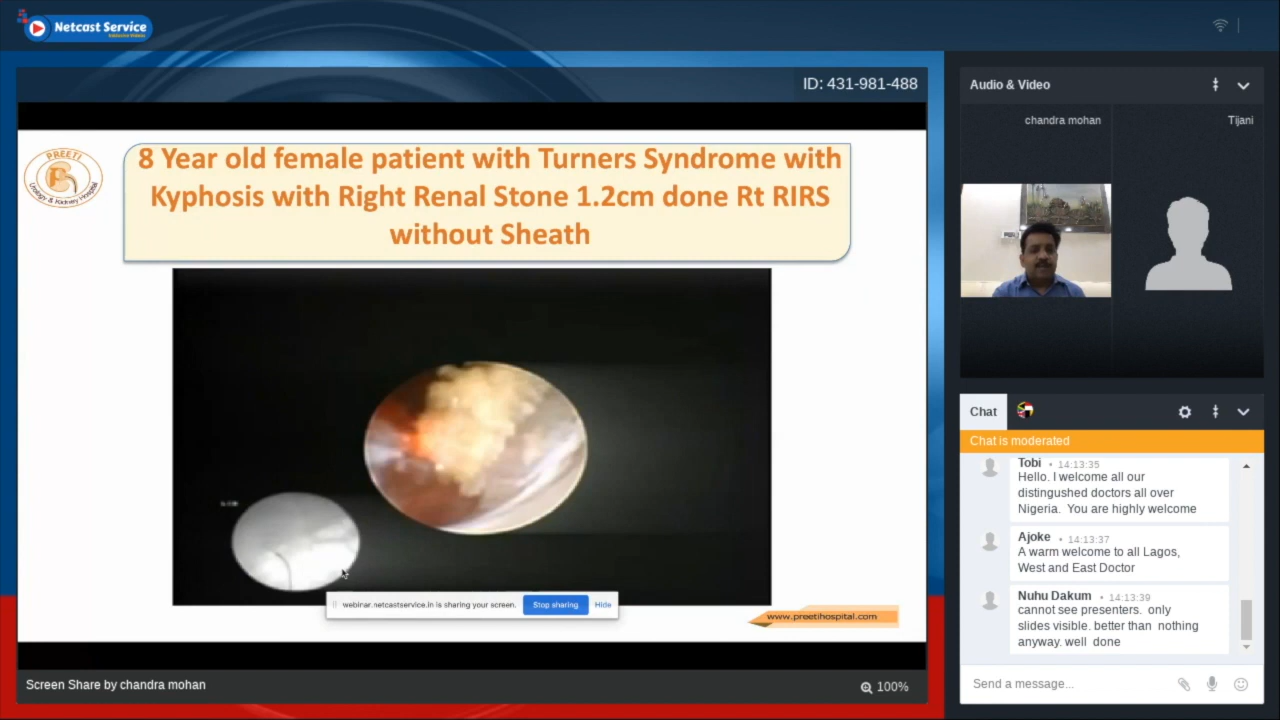 Netcast Service
ID: 431-981-488
PREETI
Urology & Kidney Hospital
8 Year old female patient with Turners Syndrome with
Kyphosis with Right Renal Stone 1.2cm done Rt RIRS
without Sheath
webinar.netcastservice.in is sharing your screen.
Stop sharing
Hide
www.preetihospital.com
Screen Share by chandra mohan
100%
Audio & Video
chandra mohan
Tijani
Chat
Chat is moderated
Tobi • 14:13:35
Hello. I welcome all our
distingushed doctors all over
Nigeria. You are highly welcome
Ajoke • 14:13:37
A warm welcome to all Lagos,
West and East Doctor
Nuhu Dakum • 14:13:39
cannot see presenters. only
slides visible. better than nothing
anyway. well done
Send a message...